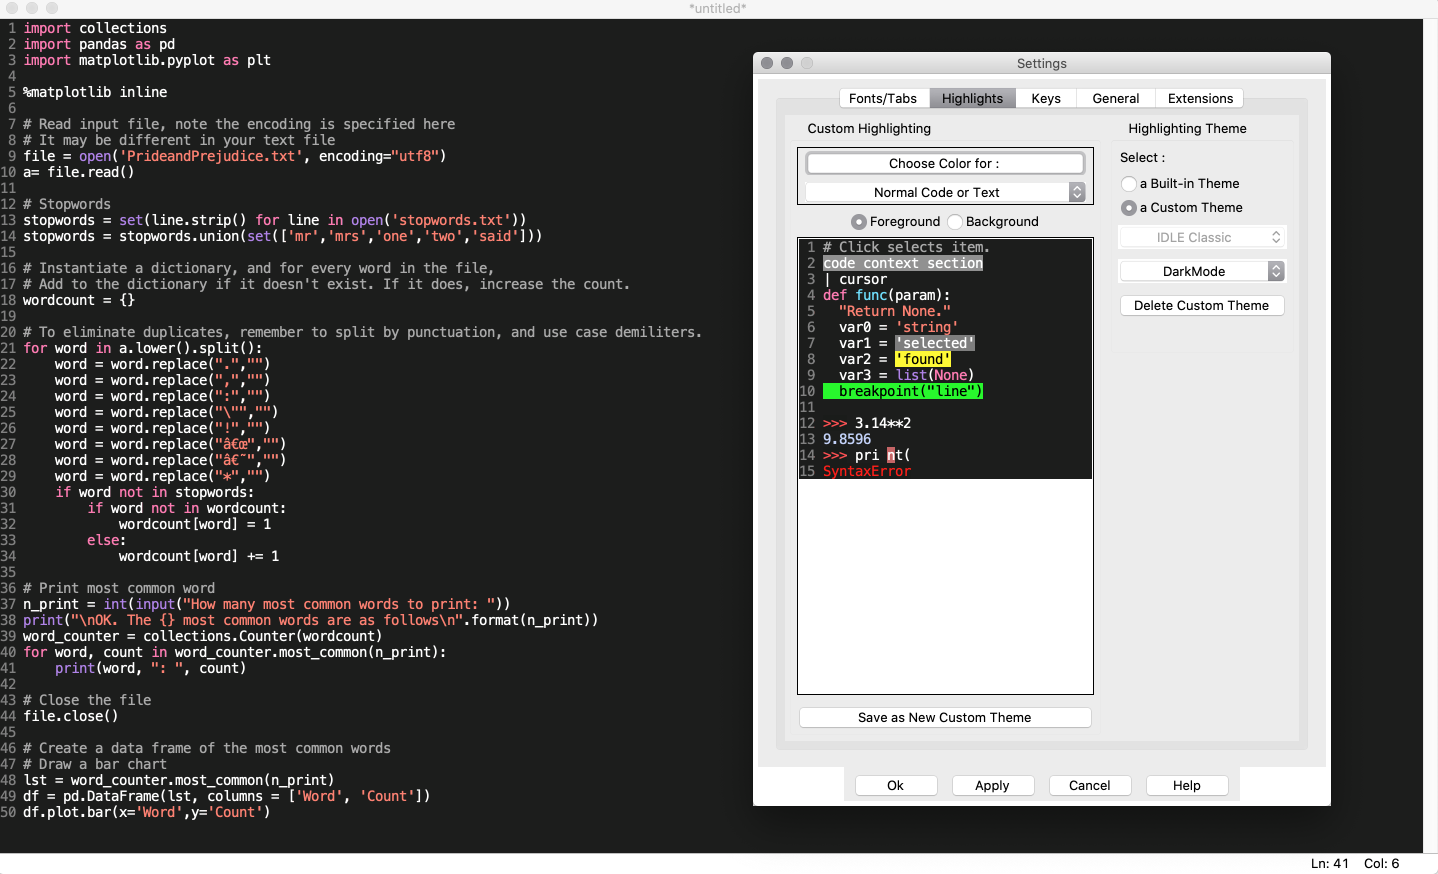 *untitled*
1 import collections
2 import pandas as pd
3 import matplotlib.pyplot as plt
4
5 %matplotlib inline
6
7 # Read input file, note the encoding is specified here
8 # It may be different in your text file
9 file = open('PrideandPrejudice.txt', encoding="utf8")
10 a= file.read()
11
12 # Stopwords
13 stopwords = set(line.strip() for line in open('stopwords.txt'))
14 stopwords = stopwords.union(set(['mr','mrs','one','two','said']))
15
16 # Instantiate a dictionary, and for every word in the file,
17 # Add to the dictionary if it doesn't exist. If it does, increase the count.
18 wordcount = {}
19
20 # To eliminate duplicates, remember to split by punctuation, and use case demiliters.
21 for word in a.lower().split():
22     word = word.replace(".","")
23     word = word.replace(",","")
24     word = word.replace(":","")
25     word = word.replace("\"","")
26     word = word.replace("!","")
27     word = word.replace("â€œ","")
28     word = word.replace("â€˜","")
29     word = word.replace("*","")
30     if word not in stopwords:
31         if word not in wordcount:
32             wordcount[word] = 1
33         else:
34             wordcount[word] += 1
35
36 # Print most common word
37 n_print = int(input("How many most common words to print: "))
38 print("\nOK. The {} most common words are as follows\n".format(n_print))
39 word_counter = collections.Counter(wordcount)
40 for word, count in word_counter.most_common(n_print):
41     print(word, ": ", count)
42
43 # Close the file
44 file.close()
45
46 # Create a data frame of the most common words
47 # Draw a bar chart
48 lst = word_counter.most_common(n_print)
49 df = pd.DataFrame(lst, columns = ['Word', 'Count'])
50 df.plot.bar(x='Word',y='Count')
Settings
Fonts/Tabs Highlights Keys General Extensions
Custom Highlighting
Choose Color for :
Normal Code or Text
Foreground Background
1 # Click selects item.
2 code context section
3 | cursor
4 def func(param):
5   "Return None."
6   var0 = 'string'
7   var1 = 'selected'
8   var2 = 'found'
9   var3 = list(None)
10   breakpoint("line")
11
12 >>> 3.14**2
13 9.8596
14 >>> pri nt(
15 SyntaxError
Save as New Custom Theme
Highlighting Theme
Select :
a Built-in Theme
a Custom Theme
IDLE Classic
DarkMode
Delete Custom Theme
Ok Apply Cancel Help
Ln: 41 Col: 6